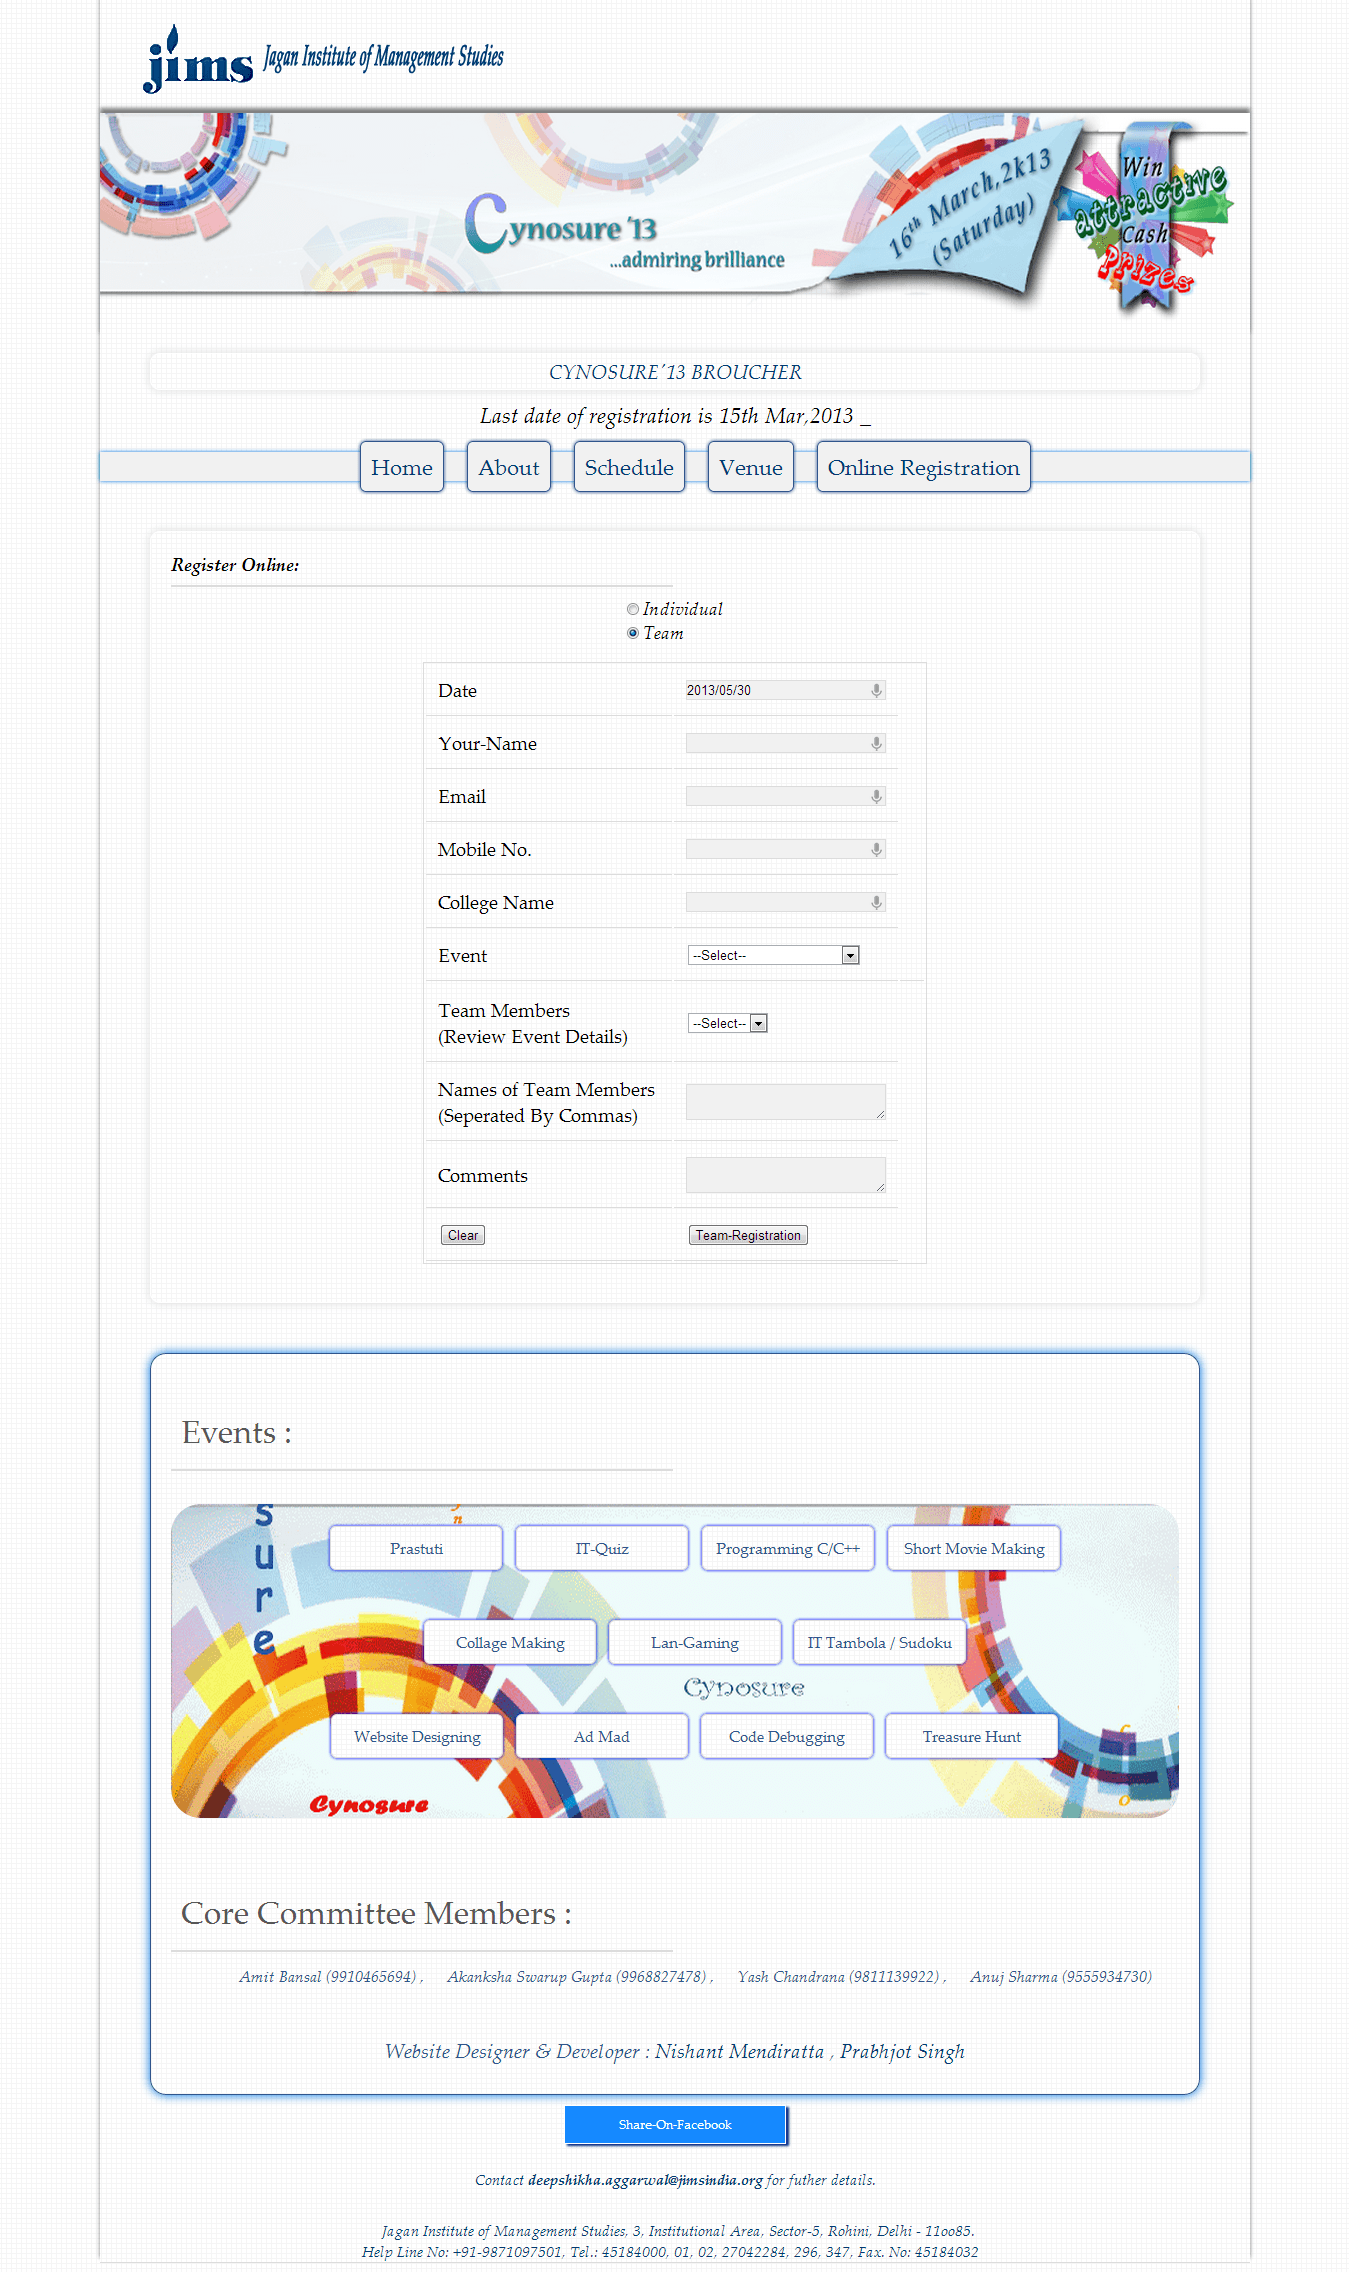 jims Jagan Institute of Management Studies
Cynosure '13
...admiring brilliance
16th March,2k13
(Saturday)
Win
attractive
Cash
Prizes
CYNOSURE'13 BROUCHER
Last date of registration is 15th Mar,2013 _
Home About Schedule Venue Online Registration
Register Online:
Individual
Team
Date 2013/05/30
Your-Name
Email
Mobile No.
College Name
Event --Select--
Team Members
(Review Event Details) --Select--
Names of Team Members
(Seperated By Commas)
Comments
Clear Team-Registration
Events :
sure
n
Prastuti IT-Quiz Programming C/C++ Short Movie Making
Collage Making Lan-Gaming IT Tambola / Sudoku
Cynosure
Website Designing Ad Mad Code Debugging Treasure Hunt
Cynosure
Core Committee Members :
Amit Bansal (9910465694) , Akanksha Swarup Gupta (9968827478) , Yash Chandrana (9811139922) , Anuj Sharma (9555934730)
Website Designer & Developer : Nishant Mendiratta , Prabhjot Singh
Share-On-Facebook
Contact deepshikha.aggarwal@jimsindia.org for futher details.
Jagan Institute of Management Studies, 3, Institutional Area, Sector-5, Rohini, Delhi - 11oo85.
Help Line No: +91-9871097501, Tel.: 45184000, 01, 02, 27042284, 296, 347, Fax. No: 45184032